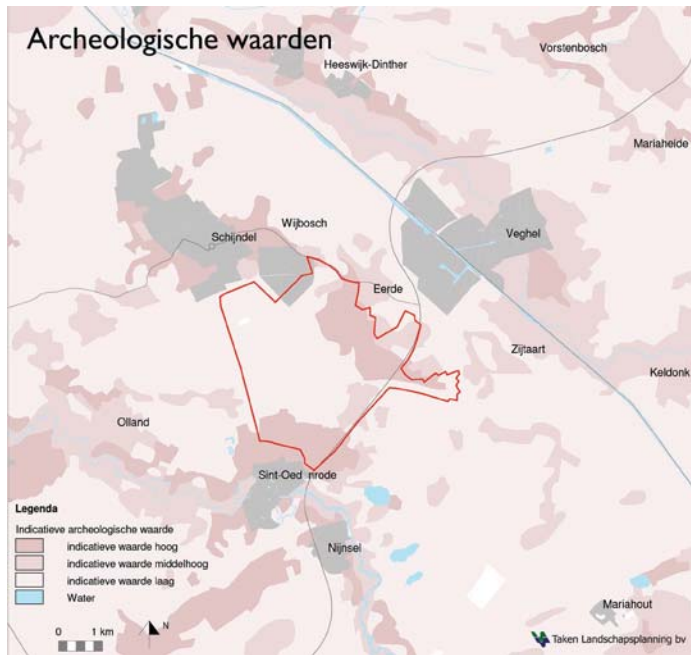 Archeologische waarden
Vorstenbosch
Heeswijk-Dinther
Mariaheide
Wijbosch
Schijndel
Veghel
Eerde
Zijtaart
Keldonk
Olland
Sint-Oed nrode
Legenda
Indicatieve archeologische waarde
indicatieve waarde hoog
indicatieve waarde middelhoog
indicatieve waarde laag
Water
Nijnsel
Mariahout
0 1 km
N
Taken Landschapsplanning bv